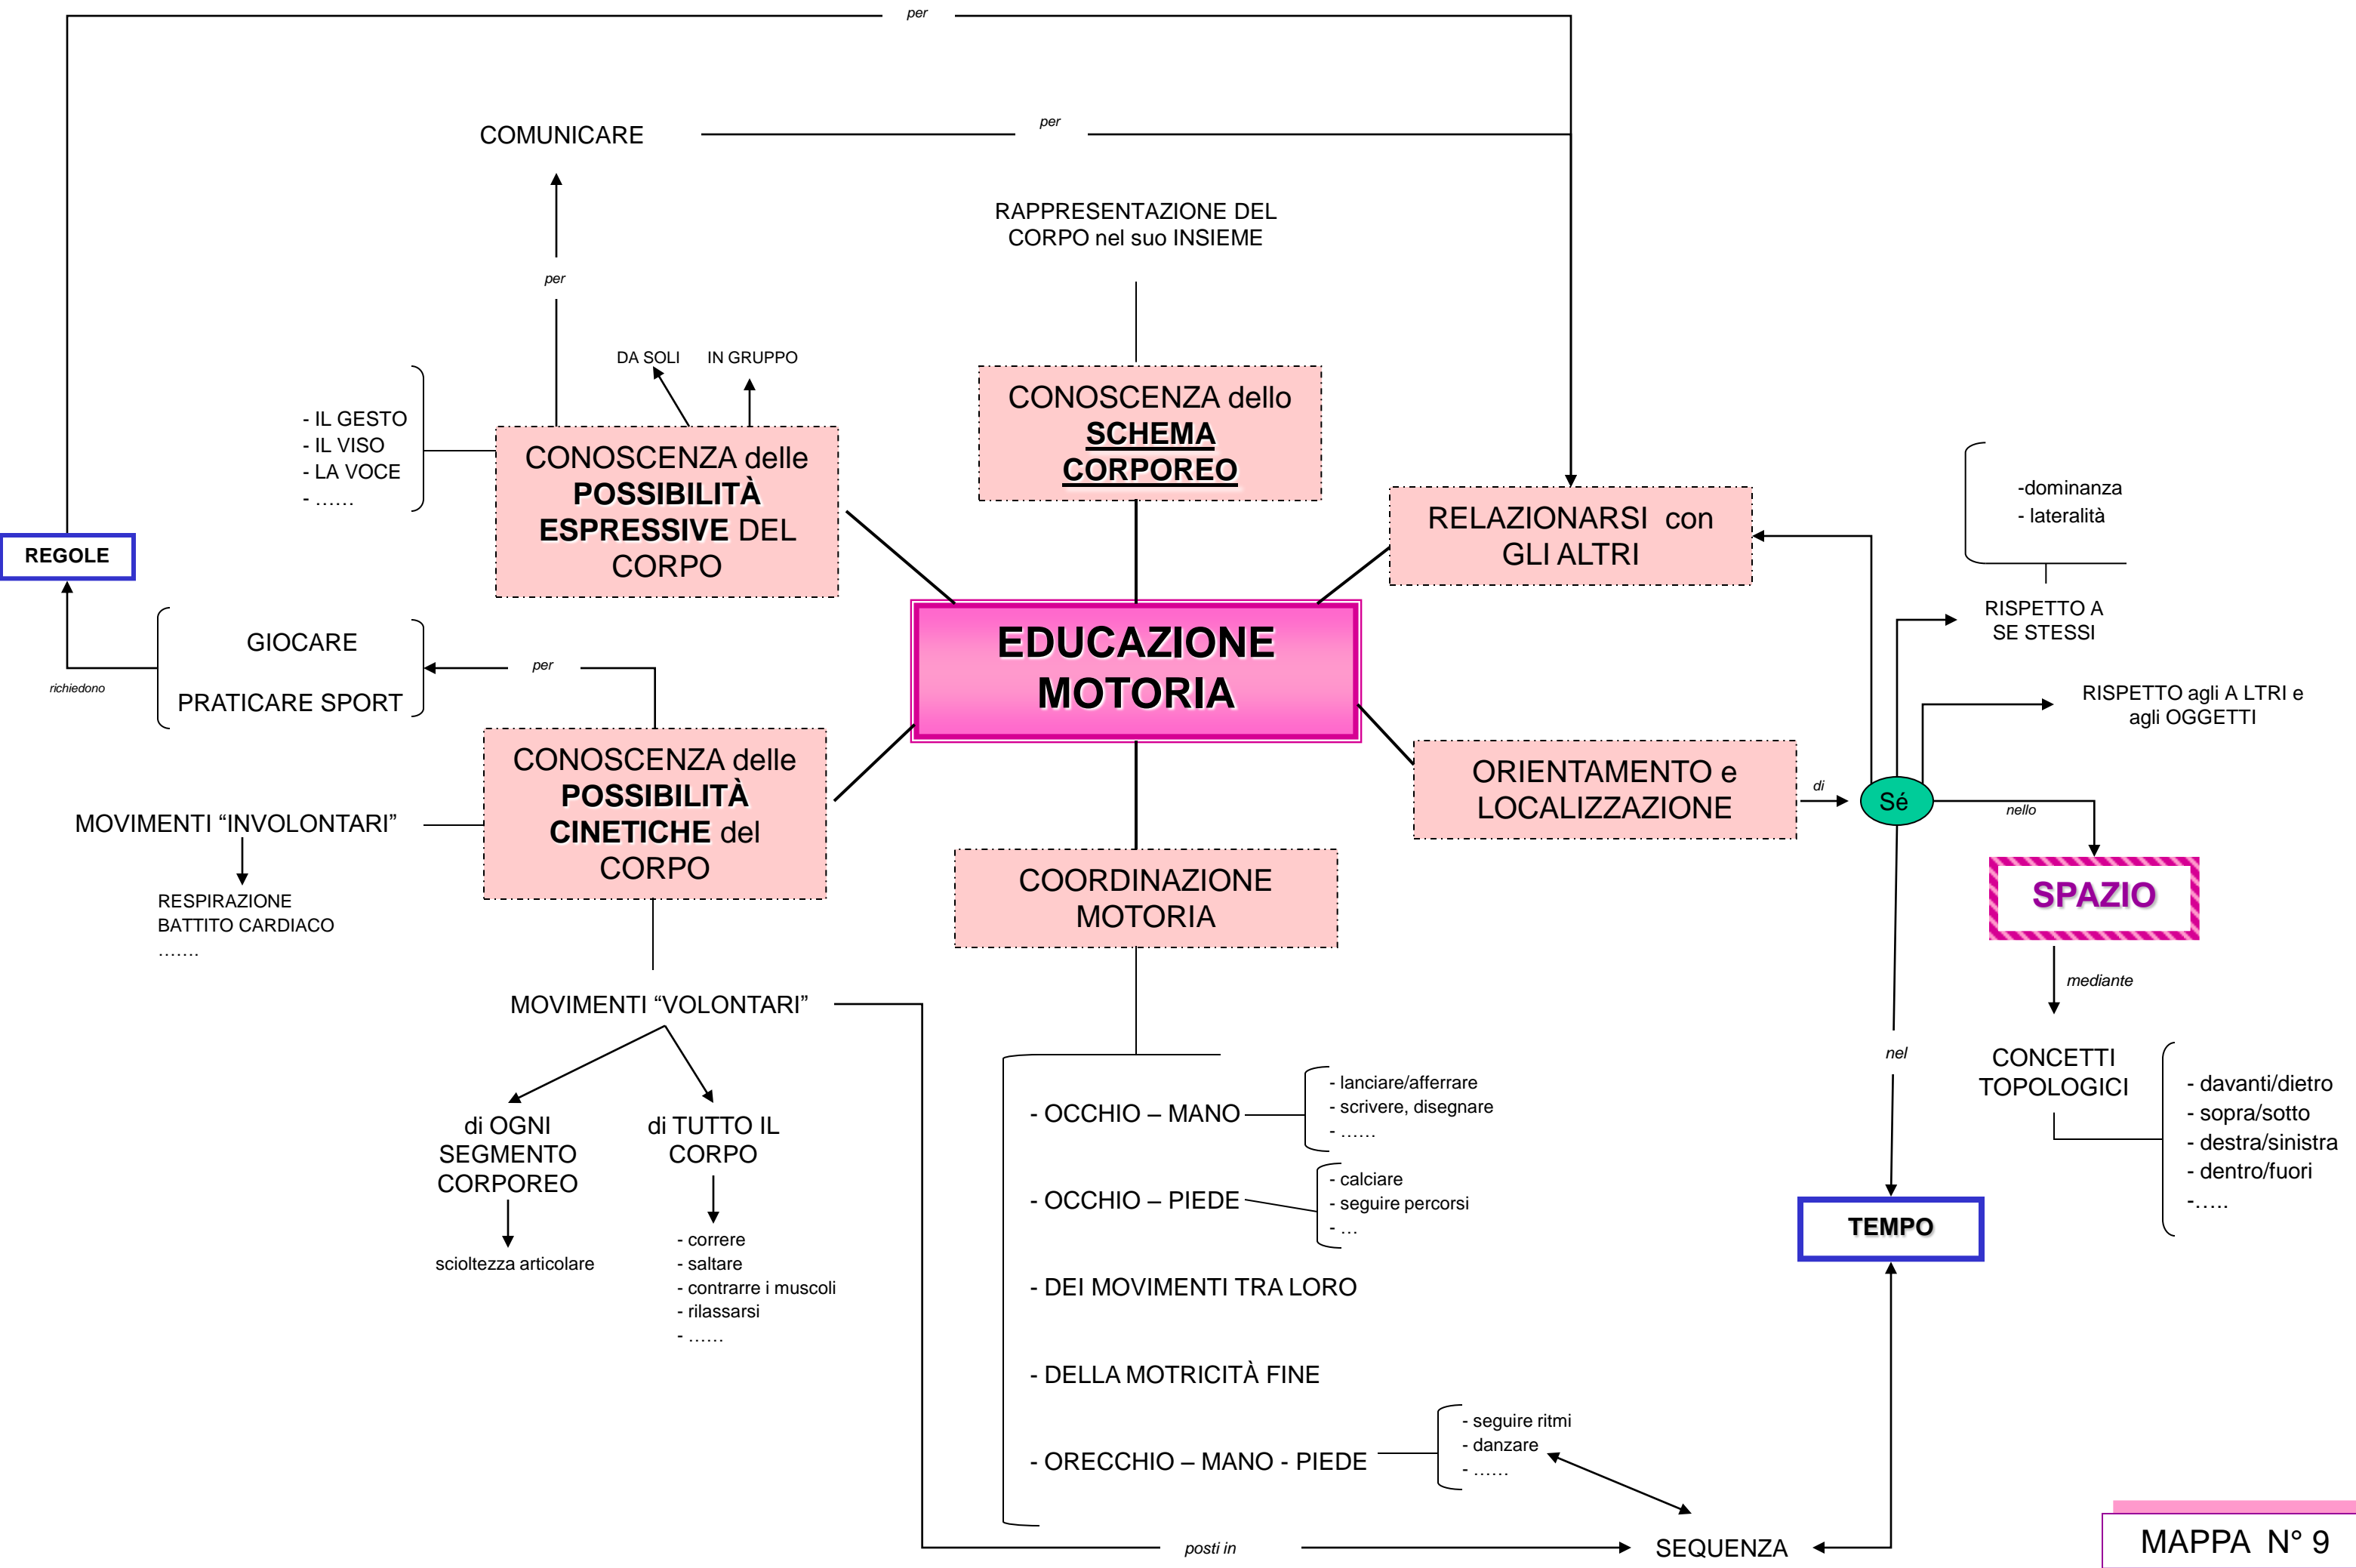 per
COMUNICARE
per
RAPPRESENTAZIONE DEL
CORPO nel suo INSIEME
per
DA SOLI
IN GRUPPO
- IL GESTO
- IL VISO
- LA VOCE
- ……
CONOSCENZA delle
POSSIBILITÀ
ESPRESSIVE DEL
CORPO
CONOSCENZA dello
SCHEMA
CORPOREO
RELAZIONARSI con
GLI ALTRI
-dominanza
- lateralità
RISPETTO A
SE STESSI
RISPETTO agli A LTRI e
agli OGGETTI
REGOLE
richiedono
GIOCARE
PRATICARE SPORT
per
EDUCAZIONE
MOTORIA
CONOSCENZA delle
POSSIBILITÀ
CINETICHE del
CORPO
ORIENTAMENTO e
LOCALIZZAZIONE
di
Sé
nello
SPAZIO
mediante
CONCETTI
TOPOLOGICI
- davanti/dietro
- sopra/sotto
- destra/sinistra
- dentro/fuori
-…..
nel
TEMPO
MOVIMENTI “INVOLONTARI”
RESPIRAZIONE
BATTITO CARDIACO
…….
COORDINAZIONE
MOTORIA
MOVIMENTI “VOLONTARI”
di OGNI
SEGMENTO
CORPOREO
scioltezza articolare
di TUTTO IL
CORPO
- correre
- saltare
- contrarre i muscoli
- rilassarsi
- ……
- OCCHIO – MANO
- lanciare/afferrare
- scrivere, disegnare
- ……
- OCCHIO – PIEDE
- calciare
- seguire percorsi
- …
- DEI MOVIMENTI TRA LORO
- DELLA MOTRICITÀ FINE
- ORECCHIO – MANO - PIEDE
- seguire ritmi
- danzare
- ……
posti in
SEQUENZA
MAPPA N° 9